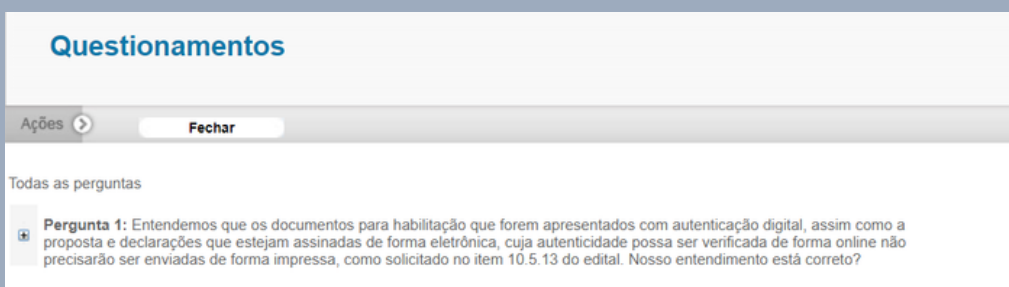 Questionamentos
Ações
Fechar
Todas as perguntas
Pergunta 1: Entendemos que os documentos para habilitação que forem apresentados com autenticação digital, assim como a
proposta e declarações que estejam assinadas de forma eletrônica, cuja autenticidade possa ser verificada de forma online não
precisarão ser enviadas de forma impressa, como solicitado no item 10.5.13 do edital. Nosso entendimento está correto?